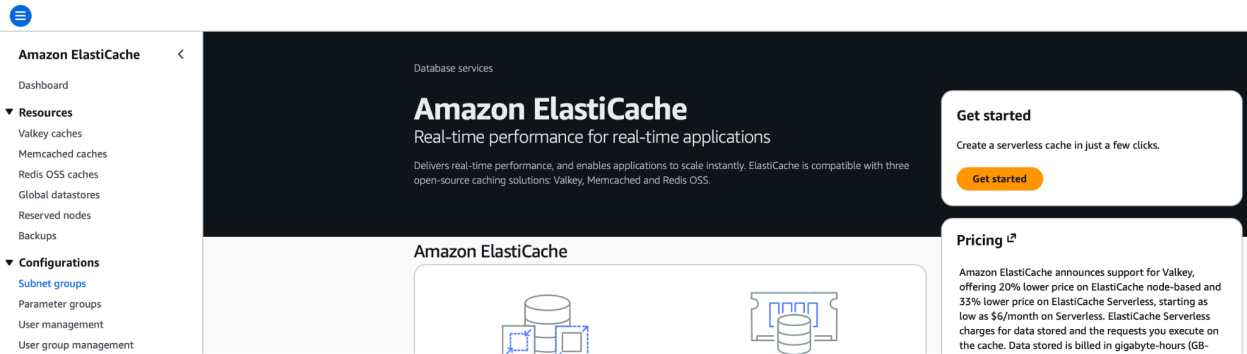 Amazon ElastiCache
Dashboard
Resources
Valkey caches
Memcached caches
Redis OSS caches
Global datastores
Reserved nodes
Backups
Configurations
Subnet groups
Parameter groups
User management
User group management
Database services
Amazon ElastiCache
Real-time performance for real-time applications
Delivers real-time performance, and enables applications to scale instantly. ElastiCache is compatible with three
open-source caching solutions: Valkey, Memcached and Redis OSS.
Amazon ElastiCache
Get started
Create a serverless cache in just a few clicks.
Get started
Pricing
Amazon ElastiCache announces support for Valkey,
offering 20% lower price on ElastiCache node-based and
33% lower price on ElastiCache Serverless, starting as
low as $6/month on Serverless. ElastiCache Serverless
charges for data stored and the requests you execute on
the cache. Data stored is billed in gigabyte-hours (GB-